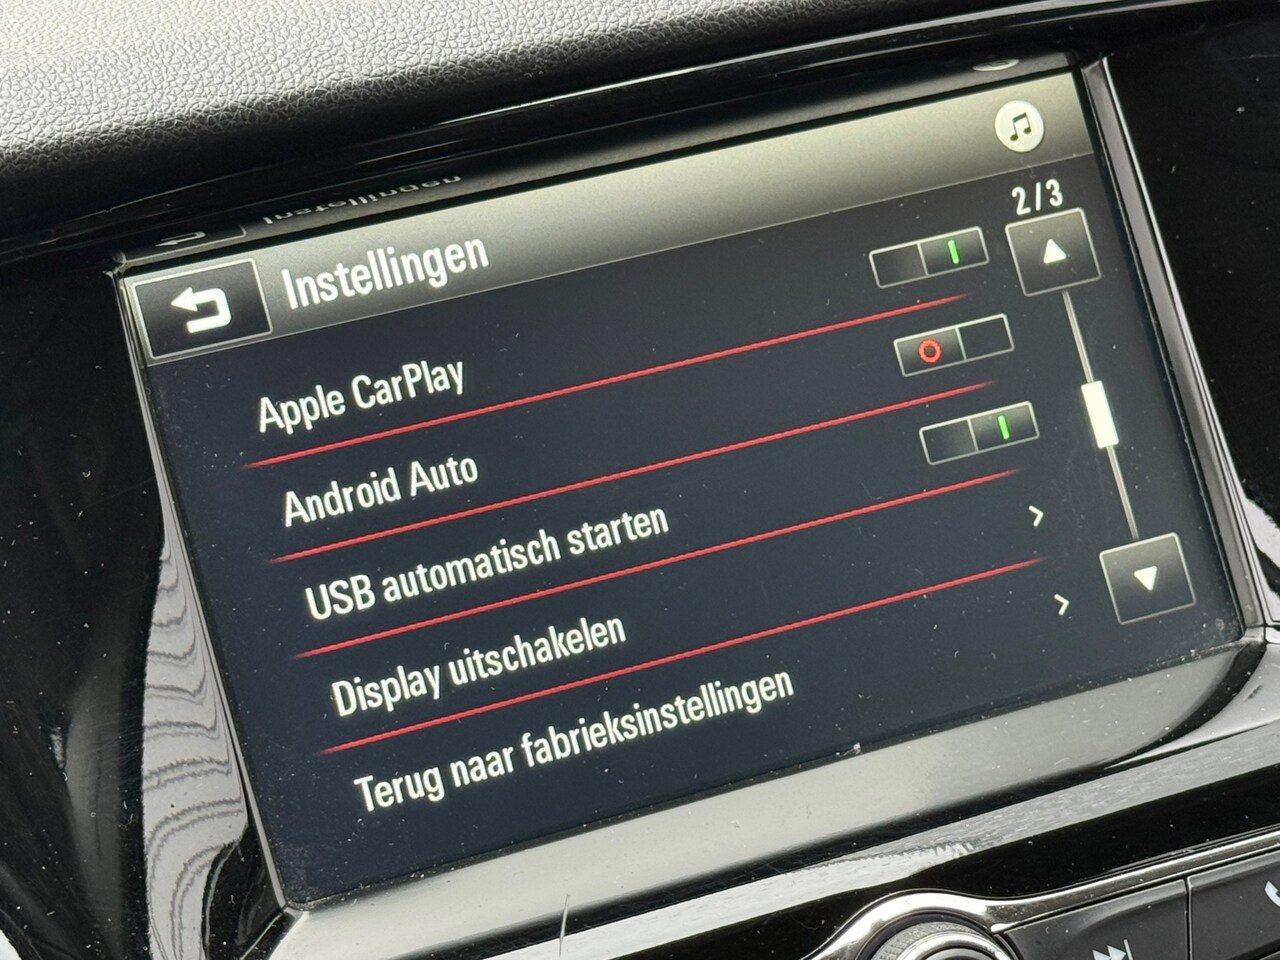 Instellingen
2/3
Apple CarPlay
Android Auto
USB automatisch starten
Display uitschakelen
Terug naar fabrieksinstellingen